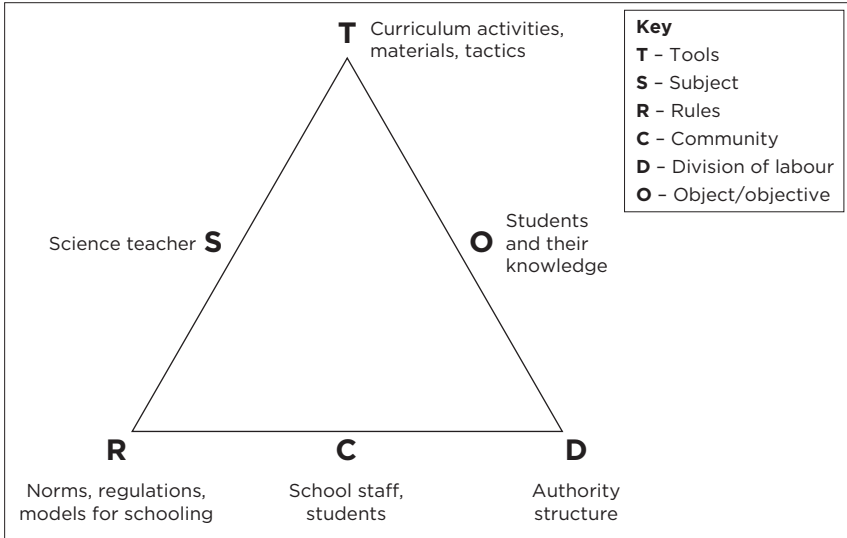 T Curriculum activities,
materials, tactics
Key
T – Tools
S – Subject
R – Rules
C – Community
D – Division of labour
O – Object/objective
Science teacher S
O Students
and their
knowledge
R
Norms, regulations,
models for schooling
C
School staff,
students
D
Authority
structure